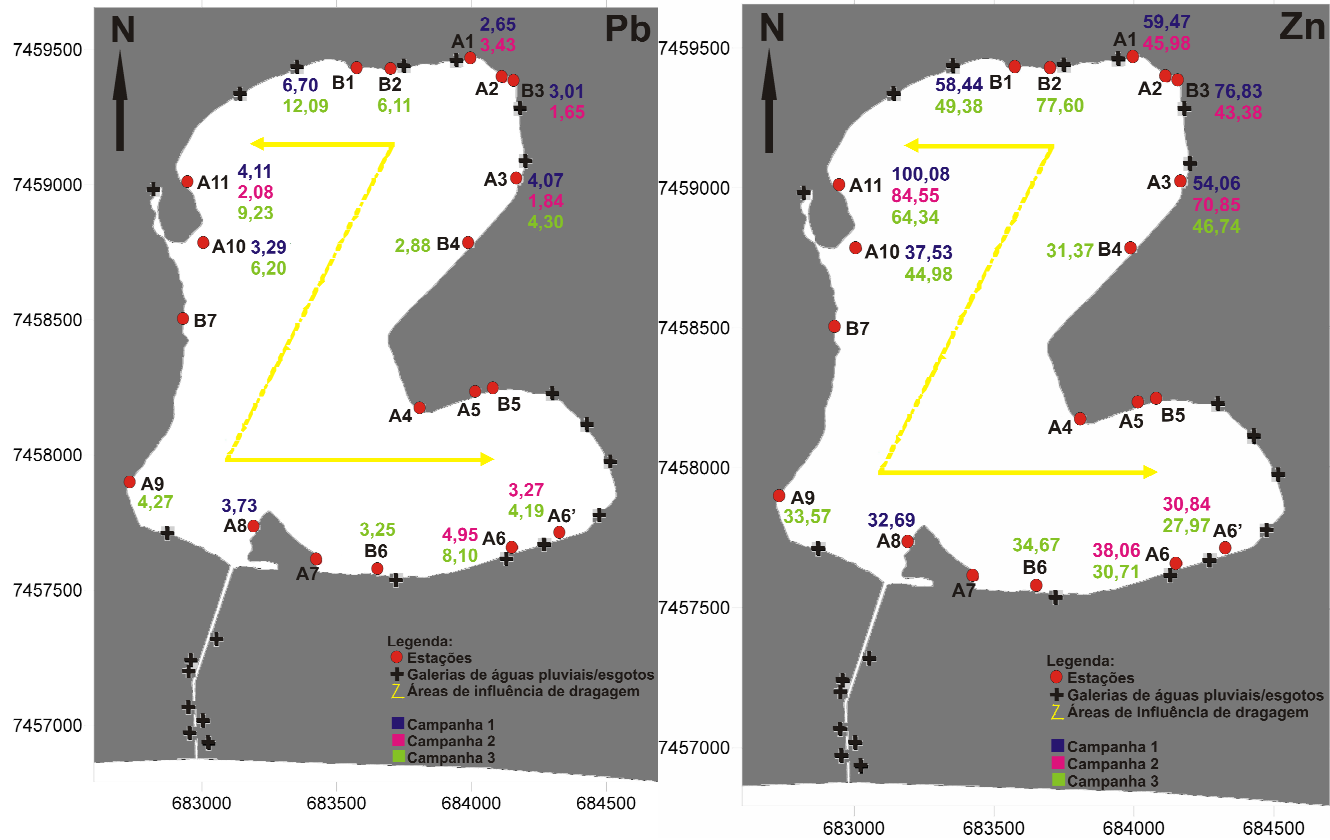 N
Pb
7459500
7459000
7458500
7458000
7457500
7457000
683000
683500
684000
684500
A1
2,65
3,43
B1
6,70
12,09
B2
6,11
A2
B3
3,01
1,65
A3
4,07
1,84
4,30
A11
4,11
2,08
9,23
A10
3,29
6,20
2,88
B4
B7
A4
A5
B5
A9
4,27
3,73
A8
A7
3,25
B6
4,95
8,10
A6
3,27
4,19
A6’
Legenda:
Estações
Galerias de águas pluviais/esgotos
Áreas de influência de dragagem
Campanha 1
Campanha 2
Campanha 3
N
Zn
7459500
7459000
7458500
7458000
7457500
7457000
683000
683500
684000
684500
59,47
45,98
A1
B1
58,44
49,38
B2
77,60
A2
B3
76,83
43,38
A3
54,06
70,85
46,74
A11
100,08
84,55
64,34
A10
37,53
44,98
31,37
B4
B7
A4
A5
B5
A9
33,57
32,69
A8
A7
34,67
B6
38,06
30,71
A6
30,84
27,97
A6’
Legenda:
Estações
Galerias de águas pluviais/esgotos
Áreas de Influência de dragagem
Campanha 1
Campanha 2
Campanha 3